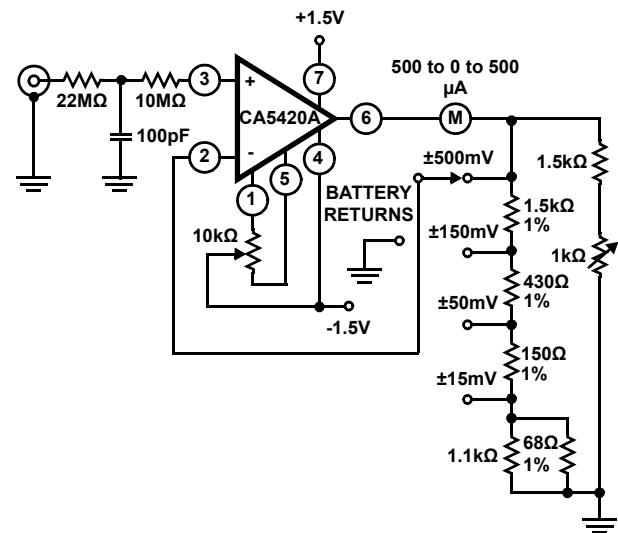 +1.5V
500 to 0 to 500
µA
22MΩ
10MΩ
3
+
7
CA5420A
6
M
100pF
2
-
4
5
1
±500mV
1.5kΩ
BATTERY
RETURNS
1.5kΩ
1%
10kΩ
±150mV
1kΩ
430Ω
1%
-1.5V
±50mV
150Ω
1%
±15mV
1.1kΩ
68Ω
1%